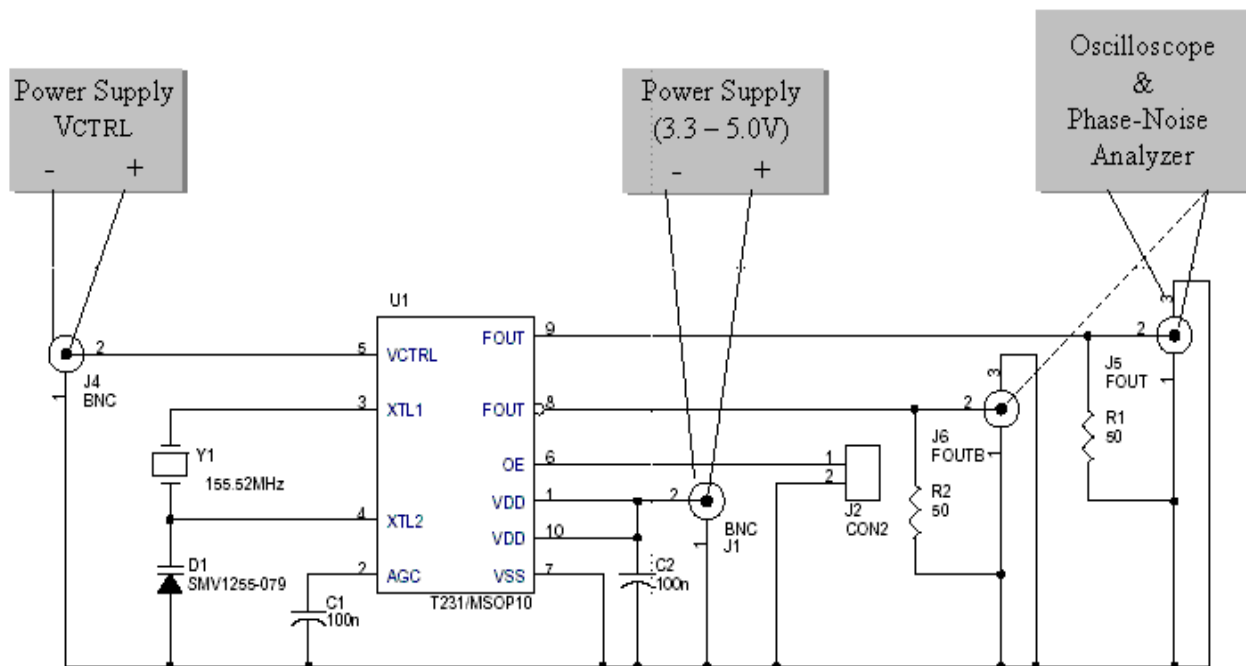 Power Supply
VCTRL
- +
Power Supply
(3.3 – 5.0V)
- +
Oscilloscope
&
Phase-Noise
Analyzer
U1
2
J4
BNC
1
5
VCTRL
3
XTL1
Y1
155.52MHz
4
XTL2
D1
SMV1255-079
2
AGC
C1
100n
FOUT
9
FOUT
8
OE
6
VDD
1
VDD
10
VSS
7
T231/MSOP10
C2
100n
2
BNC
J1
1
1
2
J2
CON2
2
3
J6
FOUTB
1
R2
50
2
3
J5
FOUT
1
R1
50